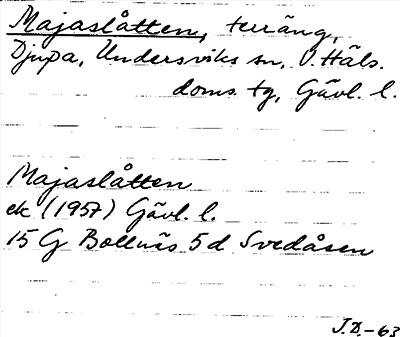 Majaslåtten, terräng,
Djupa, Undersviks sn, V. Häls.
doms. tg, Gävl. l.
Majaslåtten
ek (1957) Gävl. l.
15 G Bollnäs 5 d Svedåsen
J.D.-63